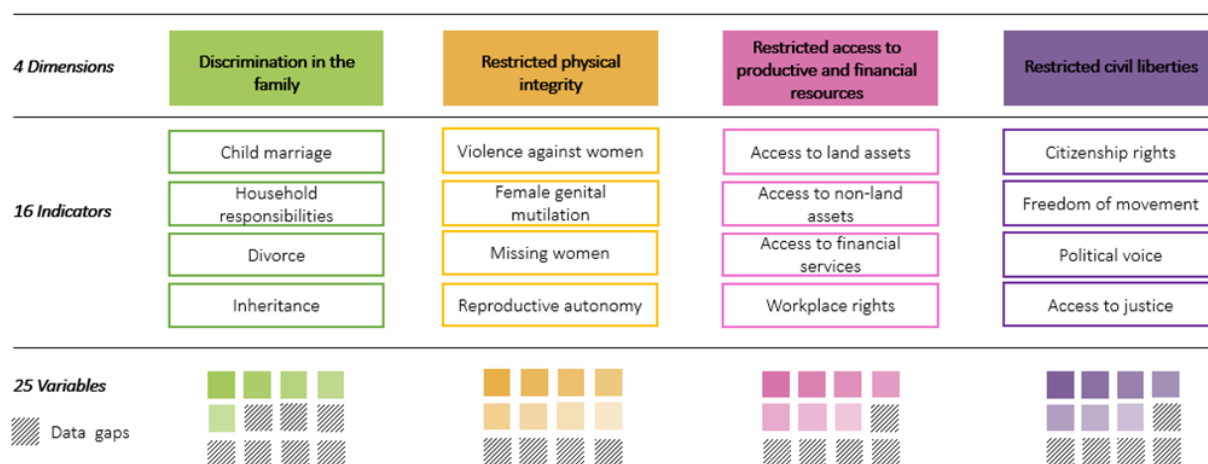 4 Dimensions
Discrimination in the
family
Restricted physical
integrity
Restricted access to
productive and financial
resources
Restricted civil liberties
16 Indicators
Child marriage
Household
responsibilities
Divorce
Inheritance
Violence against women
Female genital
mutilation
Missing women
Reproductive autonomy
Access to land assets
Access to non-land
assets
Access to financial
services
Workplace rights
Citizenship rights
Freedom of movement
Political voice
Access to justice
25 Variables
Data gaps